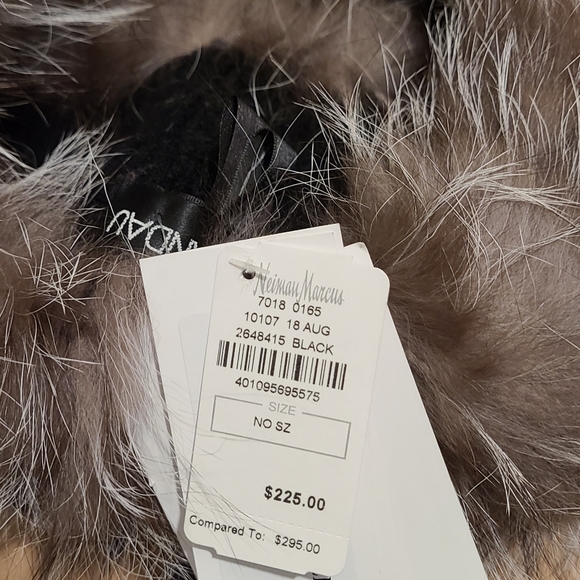 NDAU
Neiman Marcus
7018 0165
10107 18 AUG
2648415 BLACK
401095695575
SIZE
NO SZ
$225.00
Compared To: $295.00